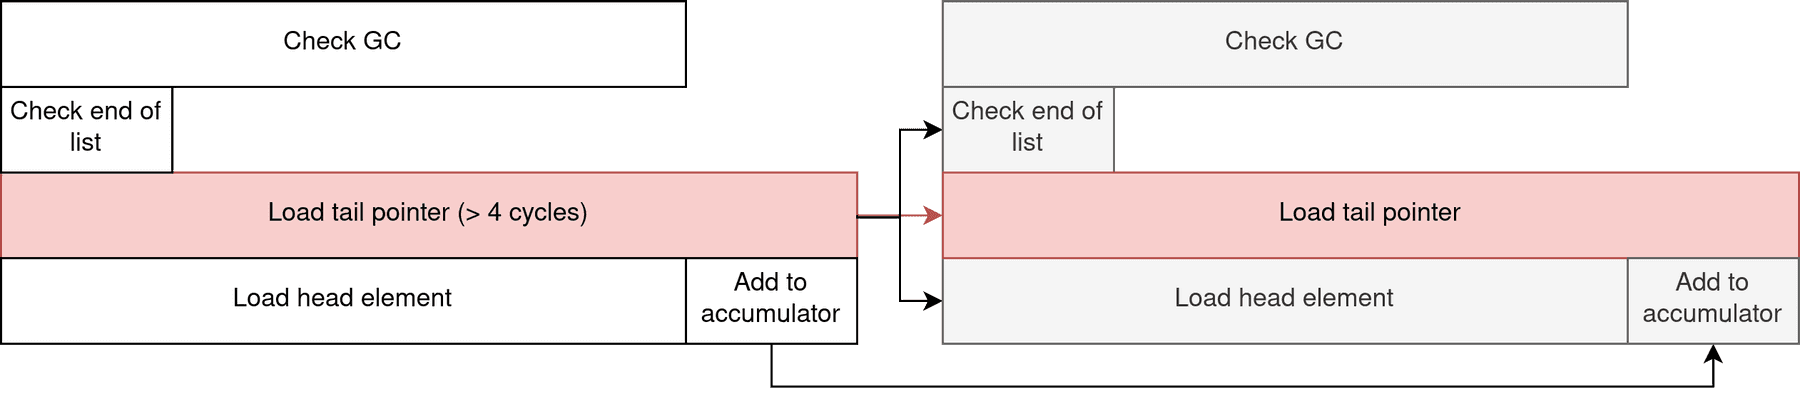 Check GC
Check end of
list
Load tail pointer (> 4 cycles)
Load head element
Add to
accumulator
Check GC
Check end of
list
Load tail pointer
Load head element
Add to
accumulator